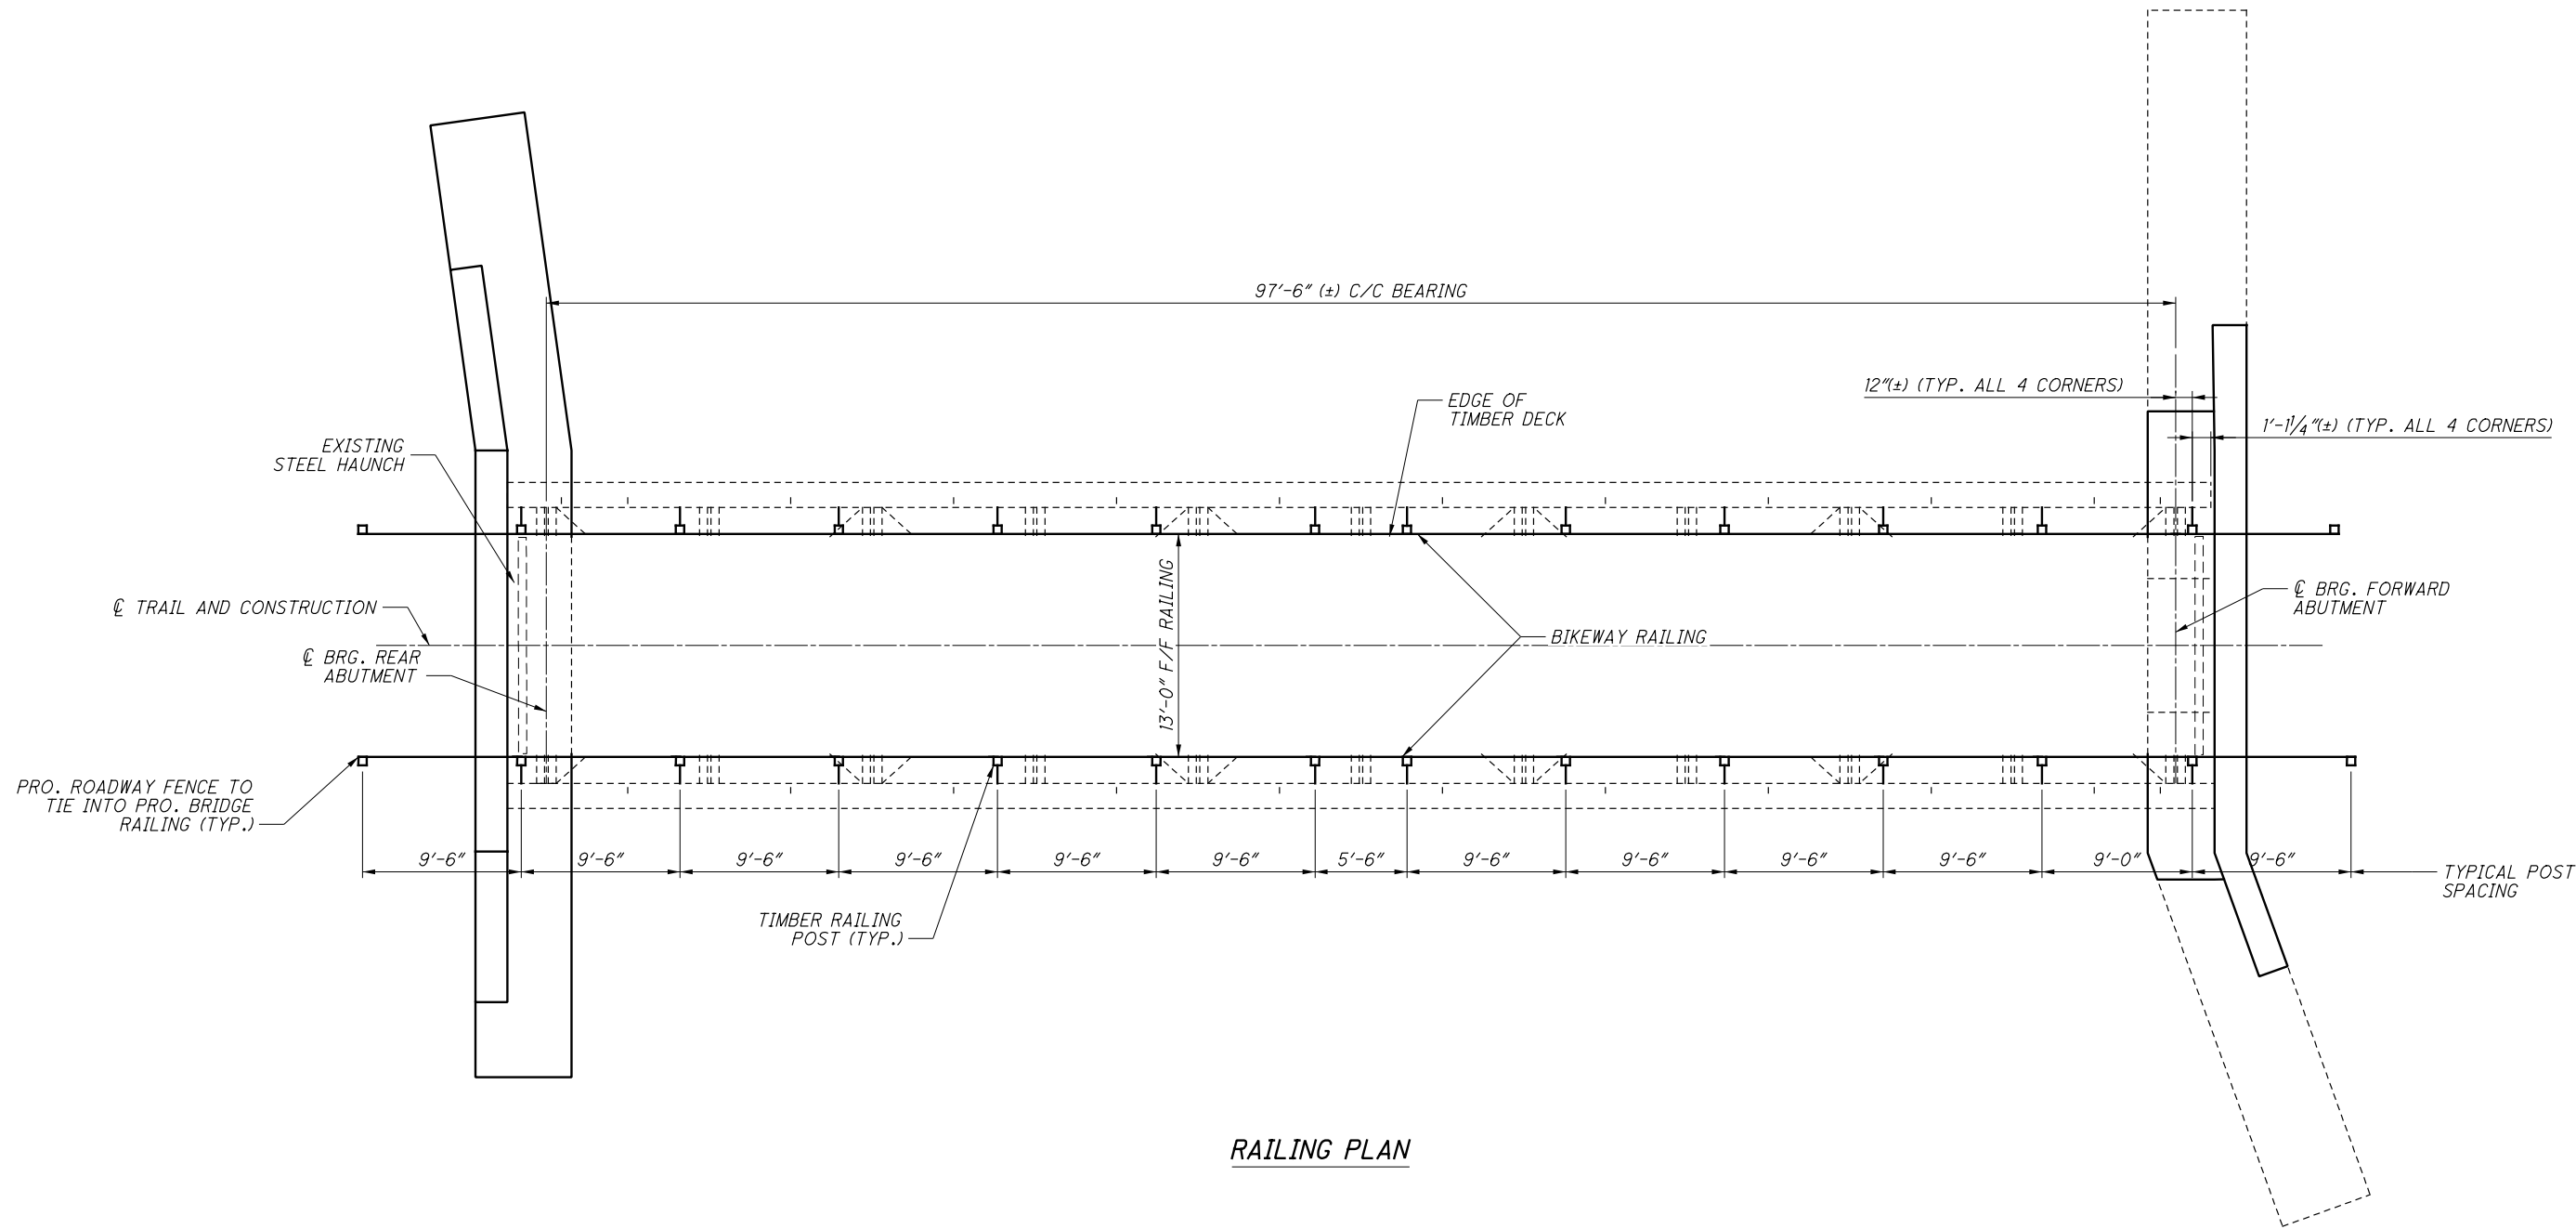 97'-6" (±) C/C BEARING
12"(±) (TYP. ALL 4 CORNERS)
1'-1 1/4"(±) (TYP. ALL 4 CORNERS)
EDGE OF
TIMBER DECK
EXISTING
STEEL HAUNCH
℄ TRAIL AND CONSTRUCTION
℄ BRG. REAR
ABUTMENT
13'-0" F/F RAILING
BIKEWAY RAILING
℄ BRG. FORWARD
ABUTMENT
PRO. ROADWAY FENCE TO
TIE INTO PRO. BRIDGE
RAILING (TYP.)
9'-6" 9'-6" 9'-6" 9'-6" 9'-6" 9'-6" 5'-6" 9'-6" 9'-6" 9'-6" 9'-6" 9'-0" 9'-6"
TYPICAL POST
SPACING
TIMBER RAILING
POST (TYP.)
RAILING PLAN